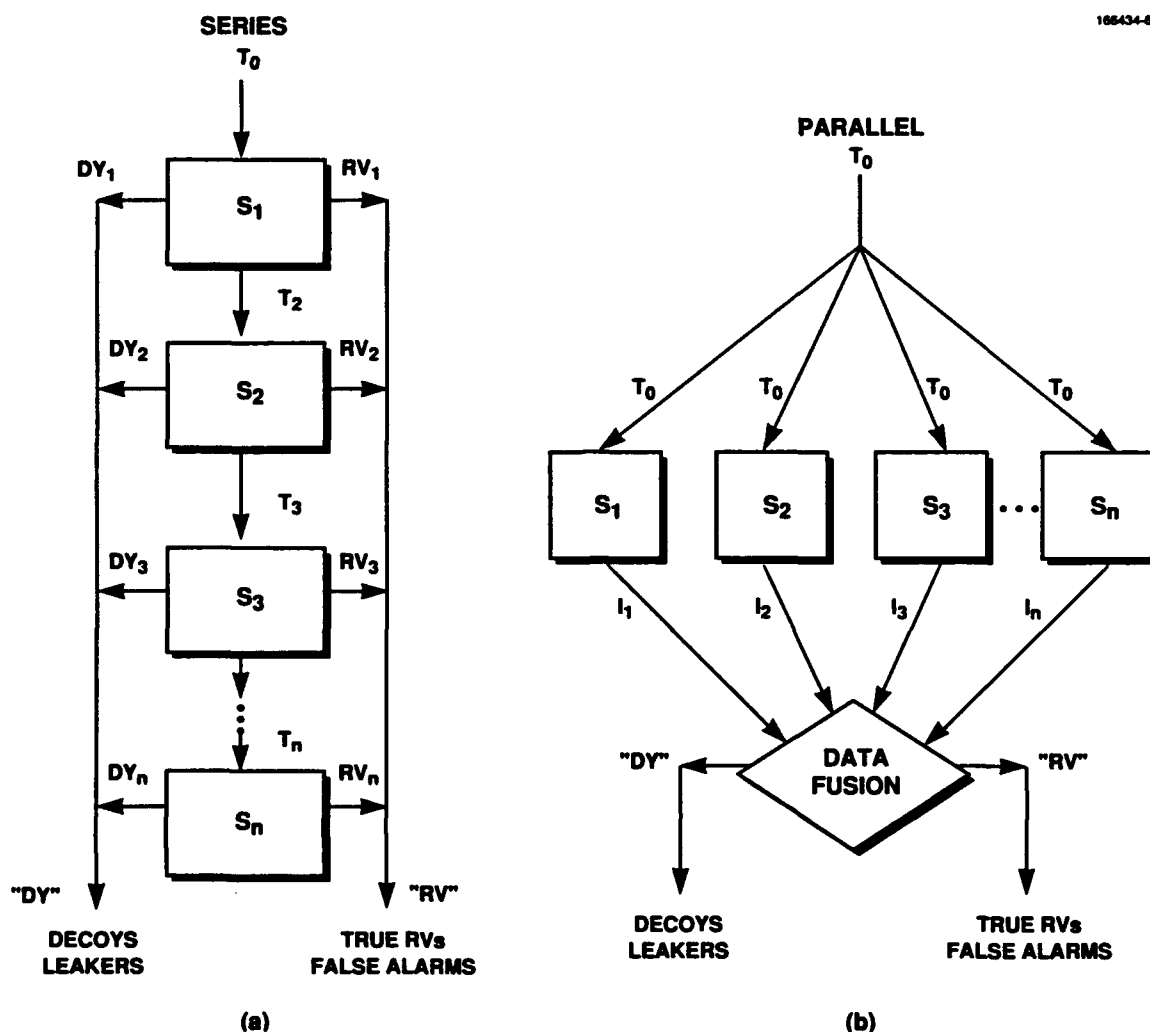 166434-6
SERIES
T0
DY1
RV1
S1
T2
DY2
RV2
S2
T3
DY3
RV3
S3
Tn
DYn
RVn
Sn
"DY"
"RV"
DECOYS
LEAKERS
TRUE RVs
FALSE ALARMS
(a)
PARALLEL
T0
T0
T0
T0
T0
S1
S2
S3
Sn
I1
I2
I3
In
DATA
FUSION
"DY"
"RV"
DECOYS
LEAKERS
TRUE RVs
FALSE ALARMS
(b)